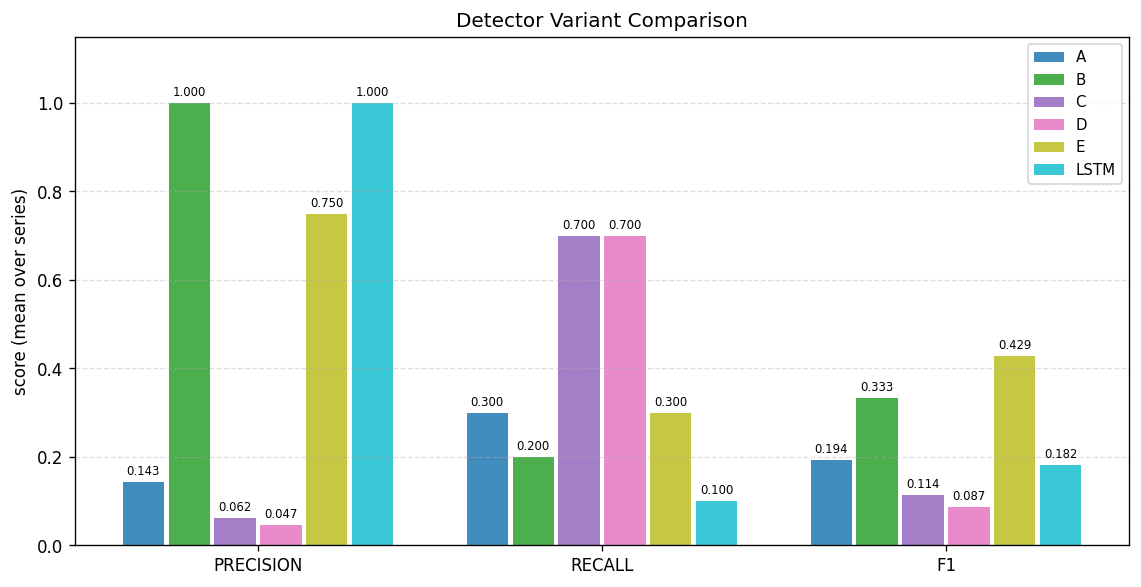 Detector Variant Comparison
score (mean over series)
1.0
0.8
0.6
0.4
0.2
0.0
0.143
1.000
0.062
0.047
0.750
1.000
0.300
0.200
0.700
0.700
0.300
0.100
0.194
0.333
0.114
0.087
0.429
0.182
PRECISION
RECALL
F1
A
B
C
D
E
LSTM